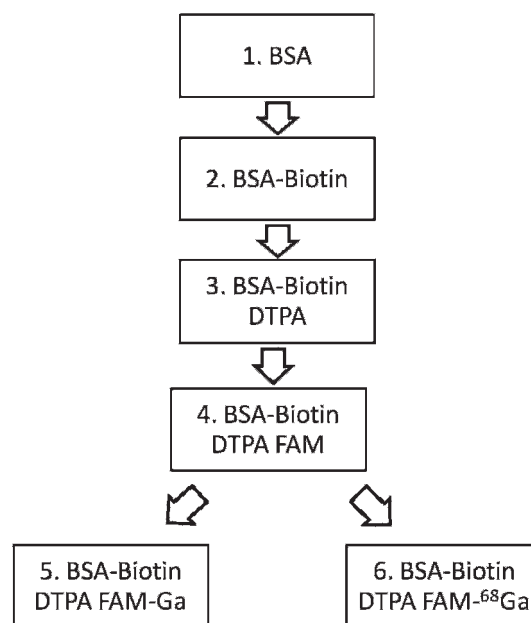 1. BSA
2. BSA-Biotin
3. BSA-Biotin
DTPA
4. BSA-Biotin
DTPA FAM
5. BSA-Biotin
DTPA FAM-Ga
6. BSA-Biotin
DTPA FAM-⁶⁸Ga